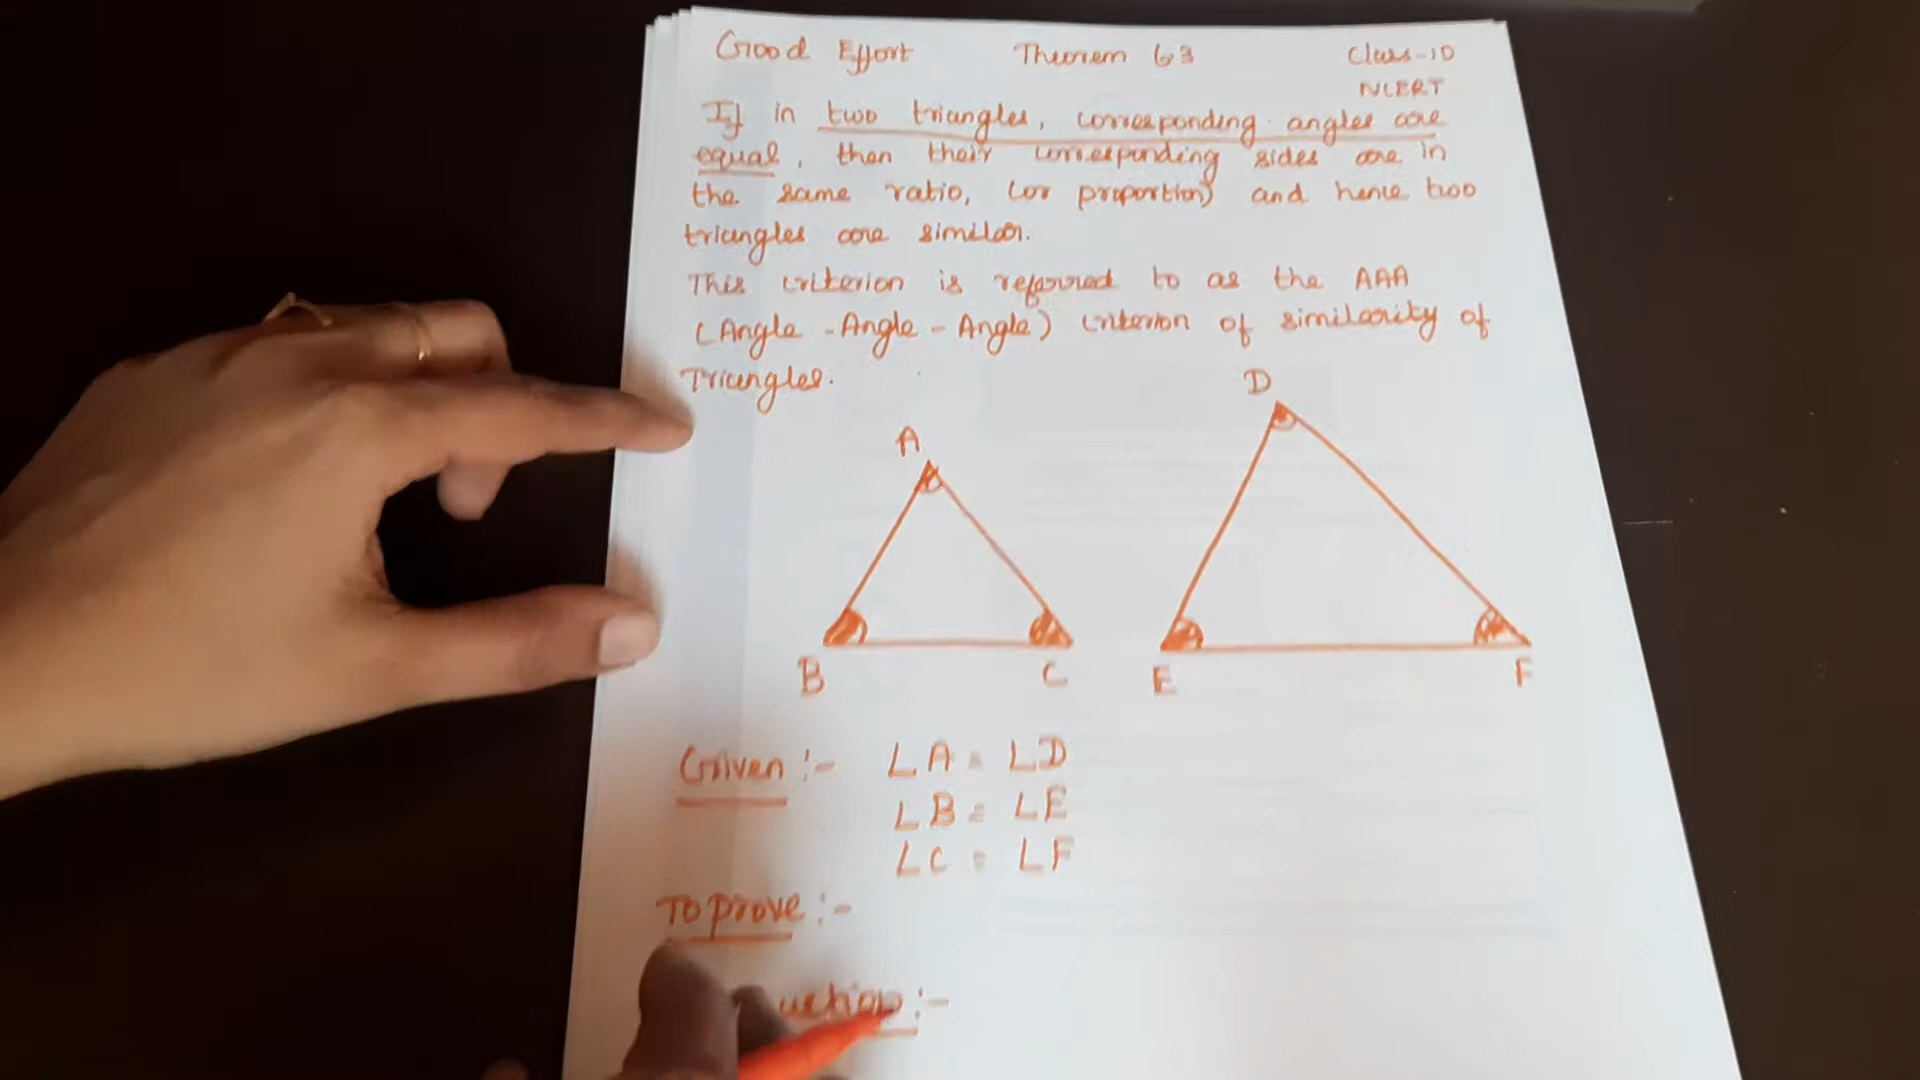 Good Effort Theorem 6.3 Class-10
NCERT
If in two triangles, corresponding angles are
equal, then their corresponding sides are in
the same ratio, (or proportion) and hence two
triangles are similar.
This criterion is referred to as the AAA
(Angle - Angle - Angle) criterion of similarity of
Triangles.
D
A
B C E F
Given :- ∠A = ∠D
∠B = ∠E
∠C = ∠F
To prove :-
uction :-